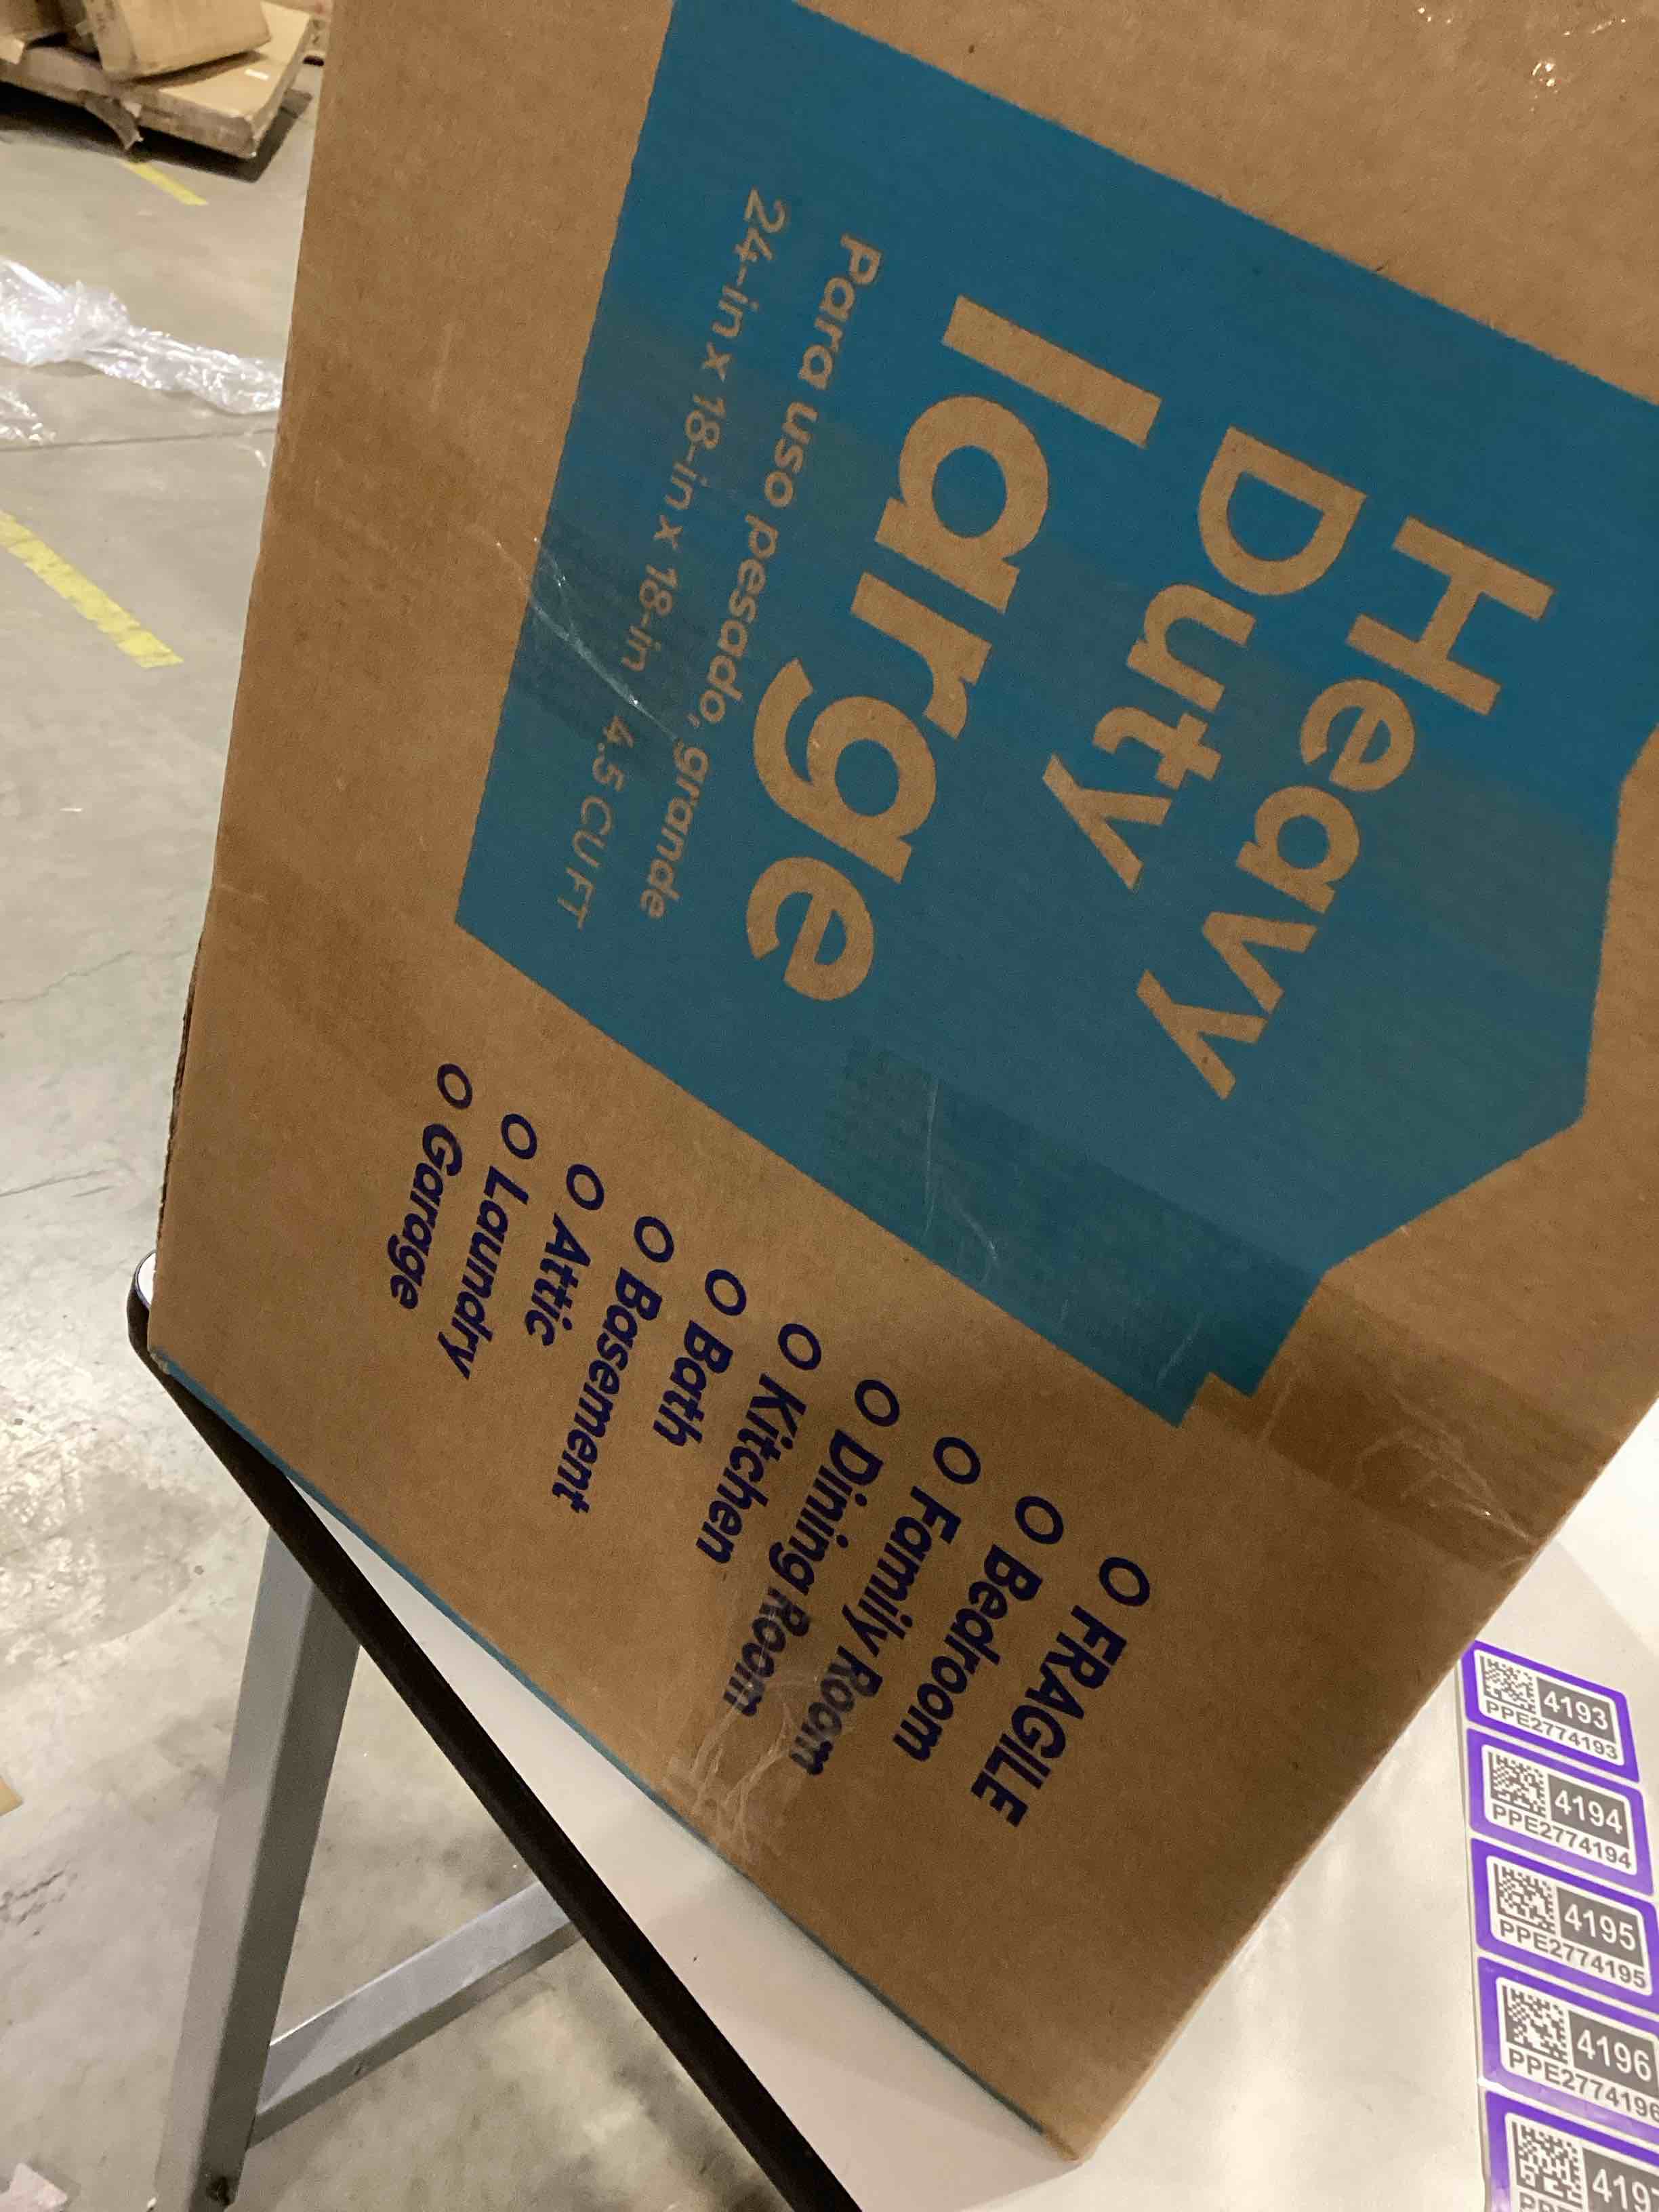 Heavy
Duty
large
Para uso pesado, grande
24-in x 18-in x 18-in 4.5 CU FT
O FRAGILE
O Bedroom
O Family Room
O Dining Room
O Kitchen
O Bath
O Basement
O Attic
O Laundry
O Garage
4193
PPE2774193
4194
PPE2774194
4195
PPE2774195
4196
PPE2774196